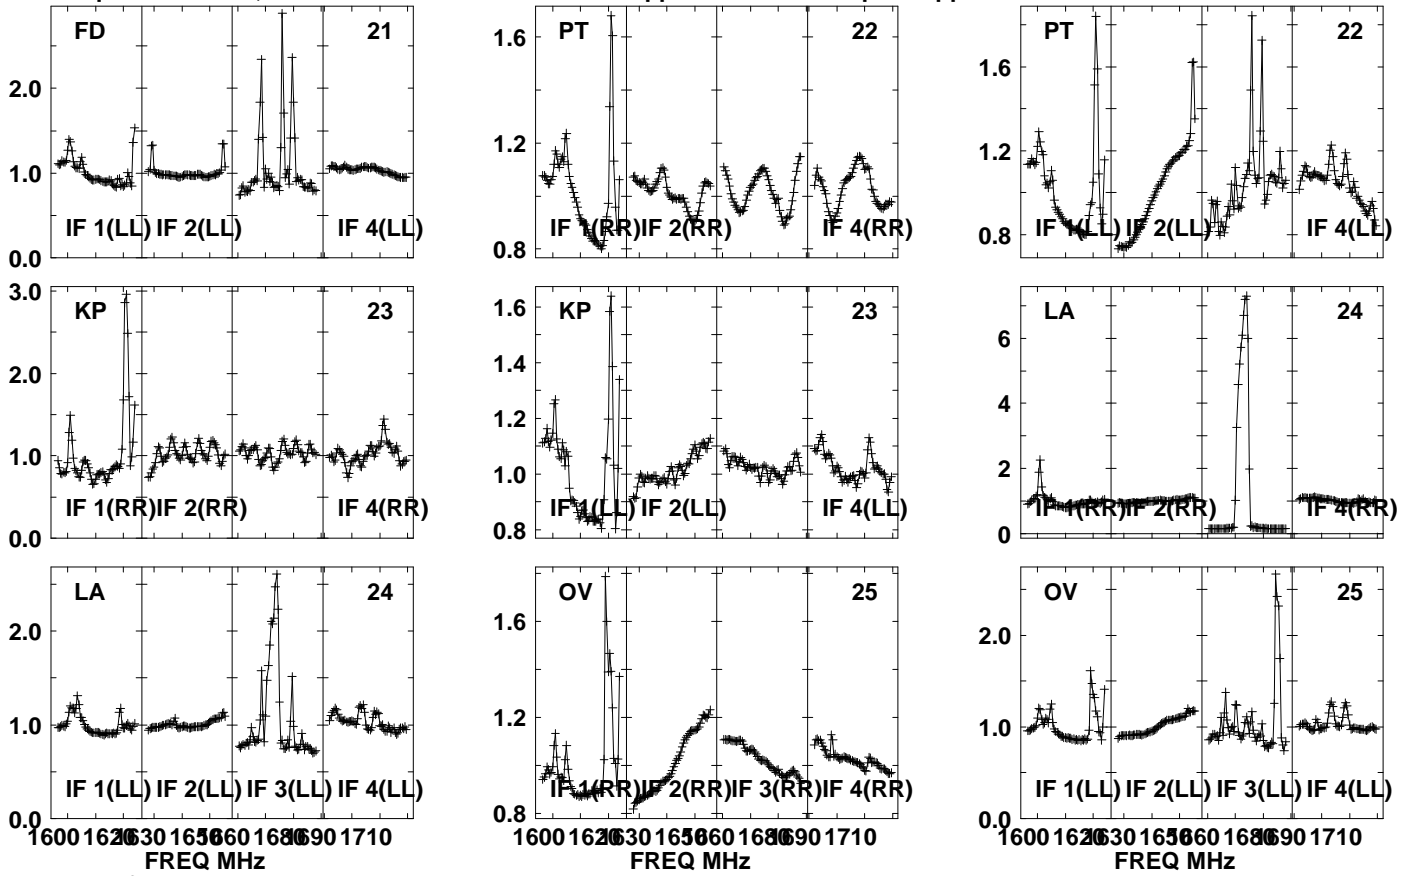 FD 21 PT 22 PT 22
2.0 1.6 1.6
1.0 1.2 1.2
0.0 0.8 0.8
IF 1(LL) IF 2(LL) IF 4(LL) IF 1(RR) IF 2(RR) IF 4(RR) IF 1(LL) IF 2(LL) IF 4(LL)
KP 23 KP 23 LA 24
3.0 1.6 6
2.0 1.4 4
1.0 1.2 2
0.0 1.0 0
0.8
IF 1(RR) IF 2(RR) IF 4(RR) IF 1(LL) IF 2(LL) IF 4(LL) IF 1(RR) IF 2(RR) IF 4(RR)
LA 24 OV 25 OV 25
2.0 1.6 2.0
1.0 1.2 1.0
0.0 0.8 0.0
IF 1(LL) IF 2(LL) IF 3(LL) IF 4(LL) IF 1(RR) IF 2(RR) IF 3(RR) IF 4(RR) IF 1(LL) IF 2(LL) IF 3(LL) IF 4(LL)
1600 1620 1630 1650 1660 1680 1690 1710 1600 1620 1630 1650 1660 1680 1690 1710 1600 1620 1630 1650 1660 1680 1690 1710
FREQ MHz FREQ MHz FREQ MHz